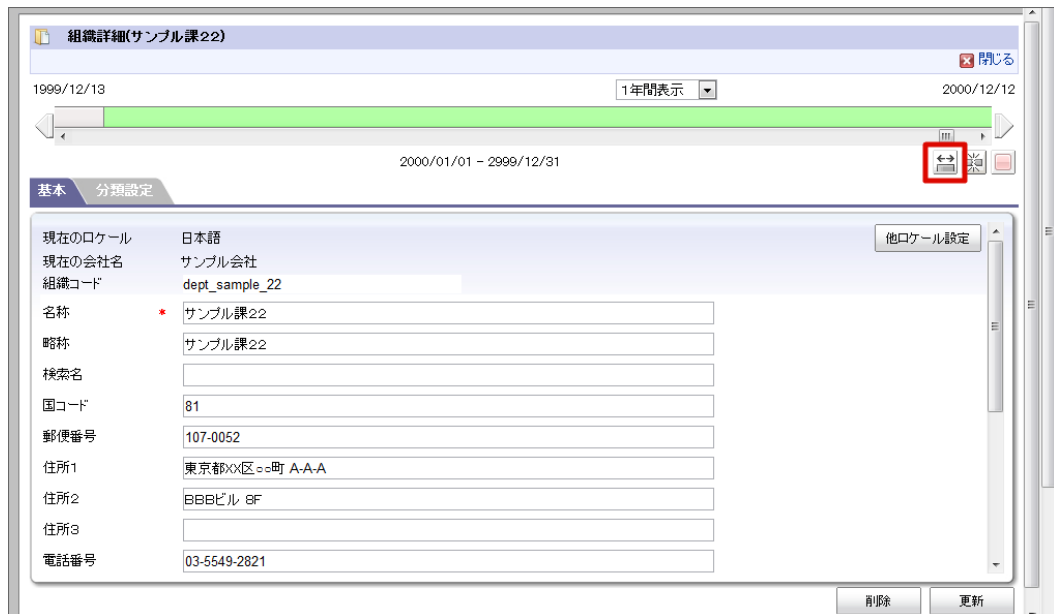 組織詳細(サンプル課22)
閉じる
1999/12/13 1年間表示 2000/12/12
2000/01/01 - 2999/12/31
基本 分類設定
現在のロケール 日本語 他ロケール設定
現在の会社名 サンプル会社
組織コード dept_sample_22
名称 * サンプル課22
略称 サンプル課22
検索名
国コード 81
郵便番号 107-0052
住所1 東京都XX区○○町 A-A-A
住所2 BBBビル 8F
住所3
電話番号 03-5549-2821
削除 更新